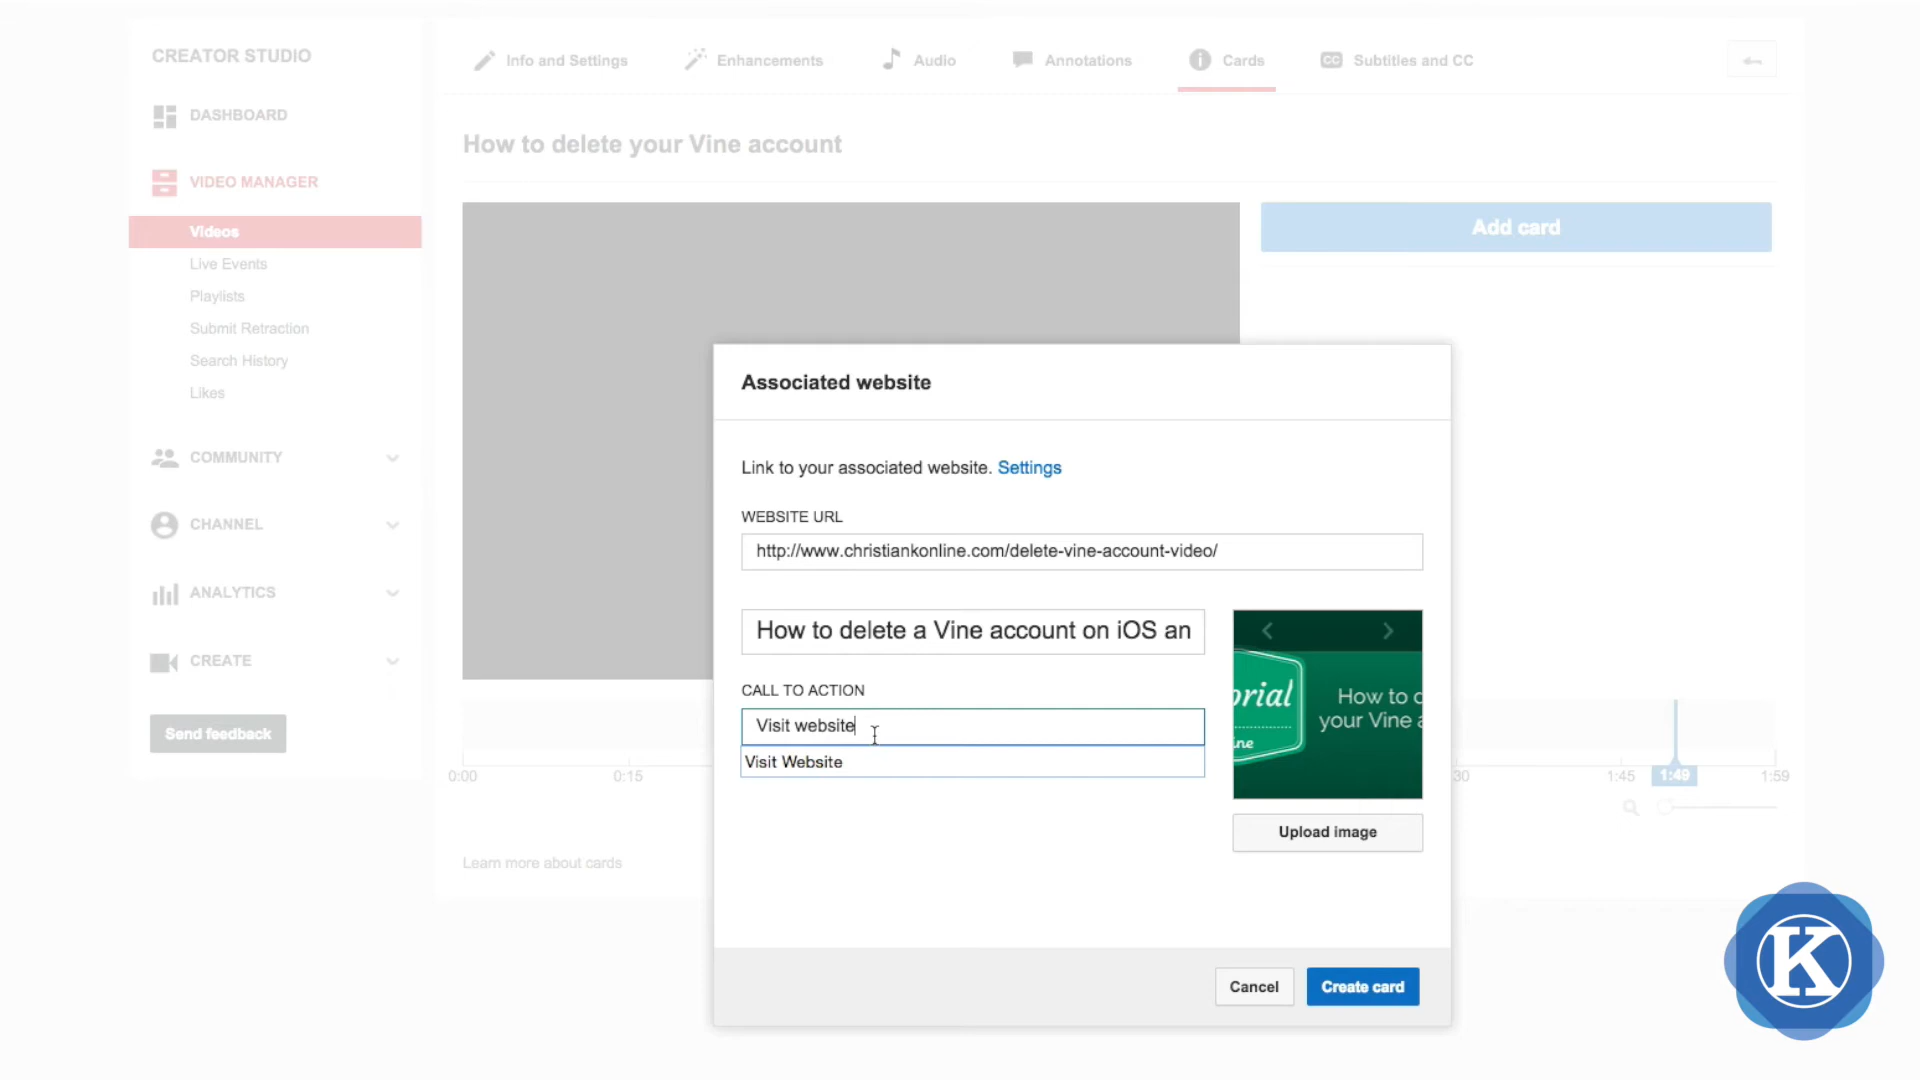 CREATOR STUDIO
DASHBOARD
VIDEO MANAGER
Videos
Live Events
Playlists
Submit Retraction
Search History
Likes
COMMUNITY
CHANNEL
ANALYTICS
CREATE
Send feedback
Info and Settings
Enhancements
Audio
Annotations
i
Cards
CC
Subtitles and CC
How to delete your Vine account
Add card
Associated website
Link to your associated website. Settings
WEBSITE URL
http://www.christiankonline.com/delete-vine-account-video/
How to delete a Vine account on iOS an
CALL TO ACTION
Visit website
Visit Website
orial
ine
How to d
your Vine a
Upload image
Cancel
Create card
0:00
0:15
30
1:45
1:49
1:59
Learn more about cards
K